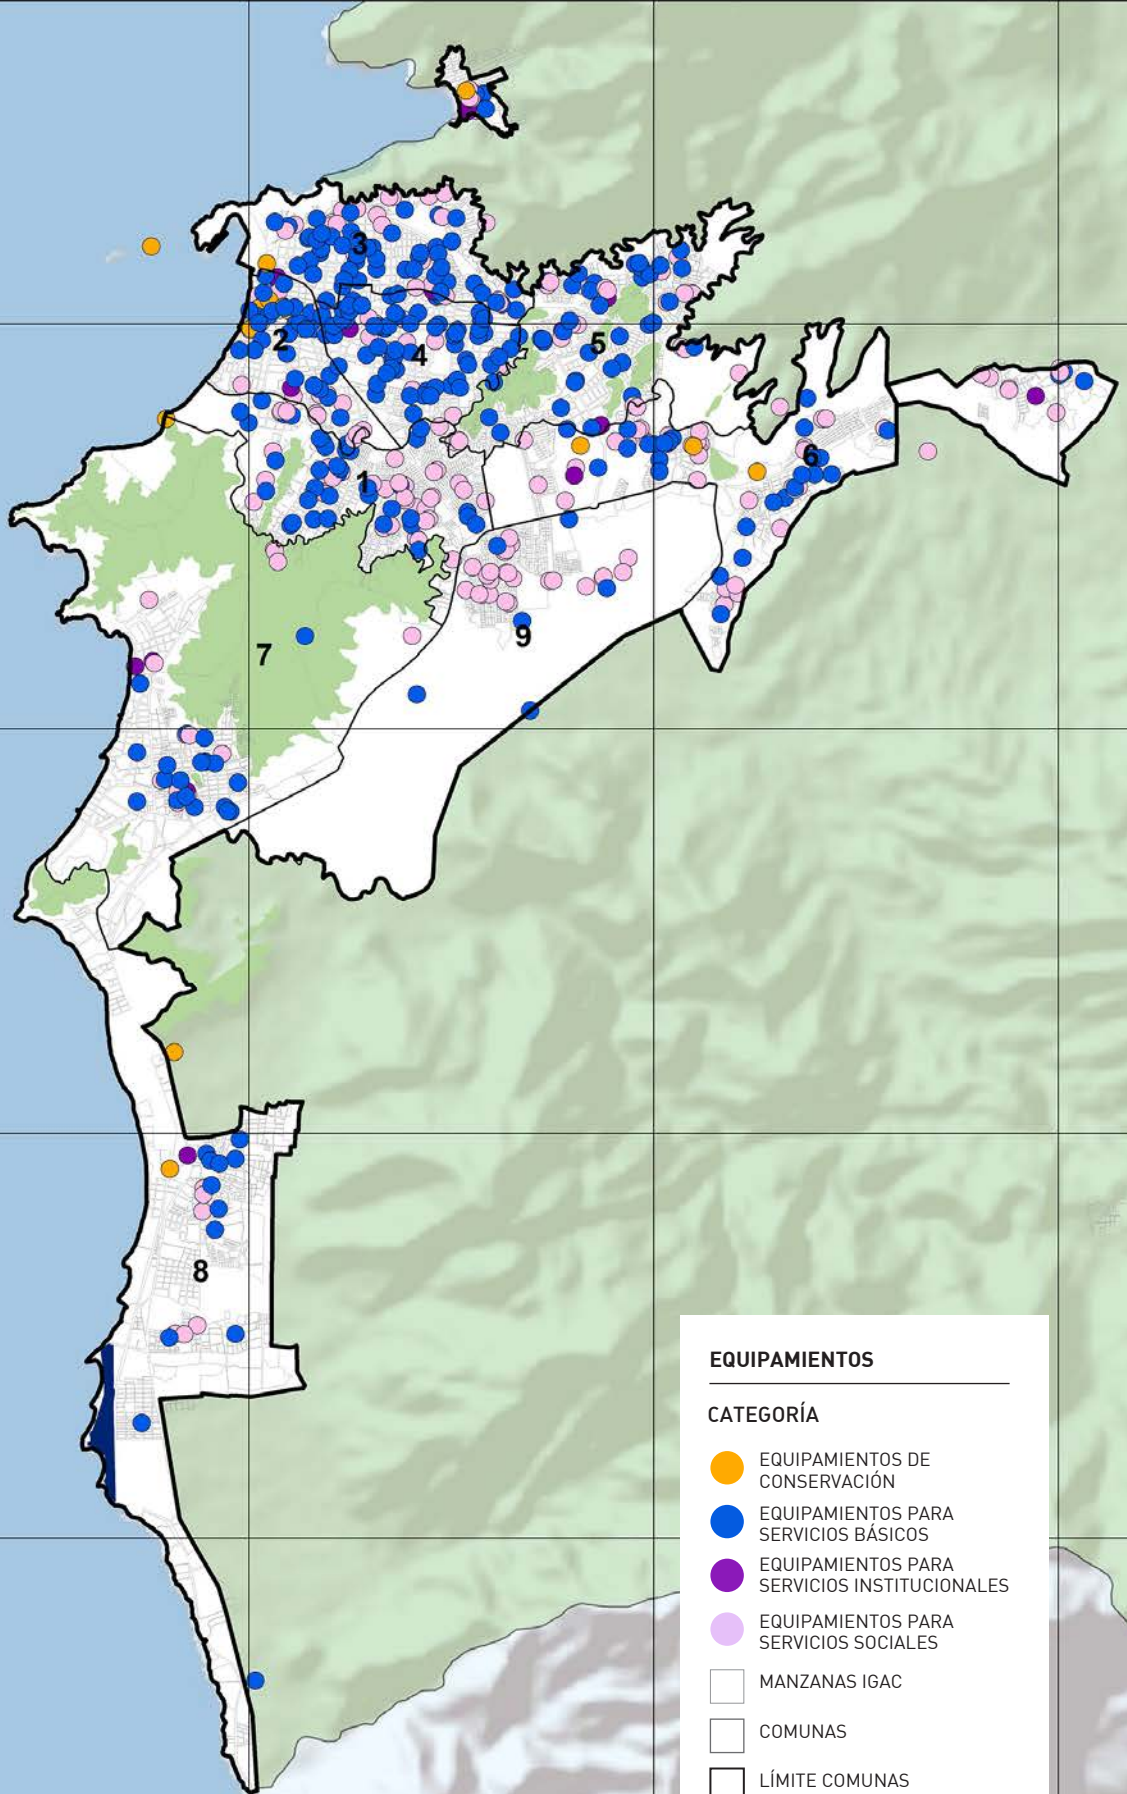 3
2
4
5
6
1
7
9
8
EQUIPAMIENTOS
CATEGORÍA
EQUIPAMIENTOS DE
CONSERVACIÓN
EQUIPAMIENTOS PARA
SERVICIOS BÁSICOS
EQUIPAMIENTOS PARA
SERVICIOS INSTITUCIONALES
EQUIPAMIENTOS PARA
SERVICIOS SOCIALES
MANZANAS IGAC
COMUNAS
LÍMITE COMUNAS